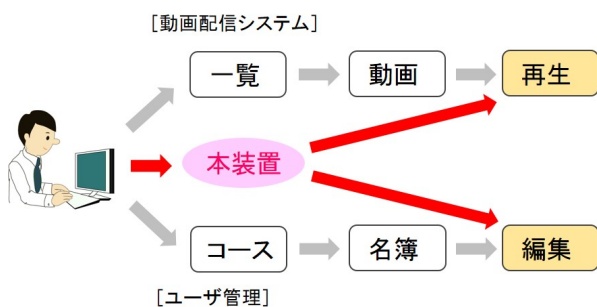 [動画配信システム]
一覧
動画
再生
本装置
コース
名簿
編集
[ユーザ管理]